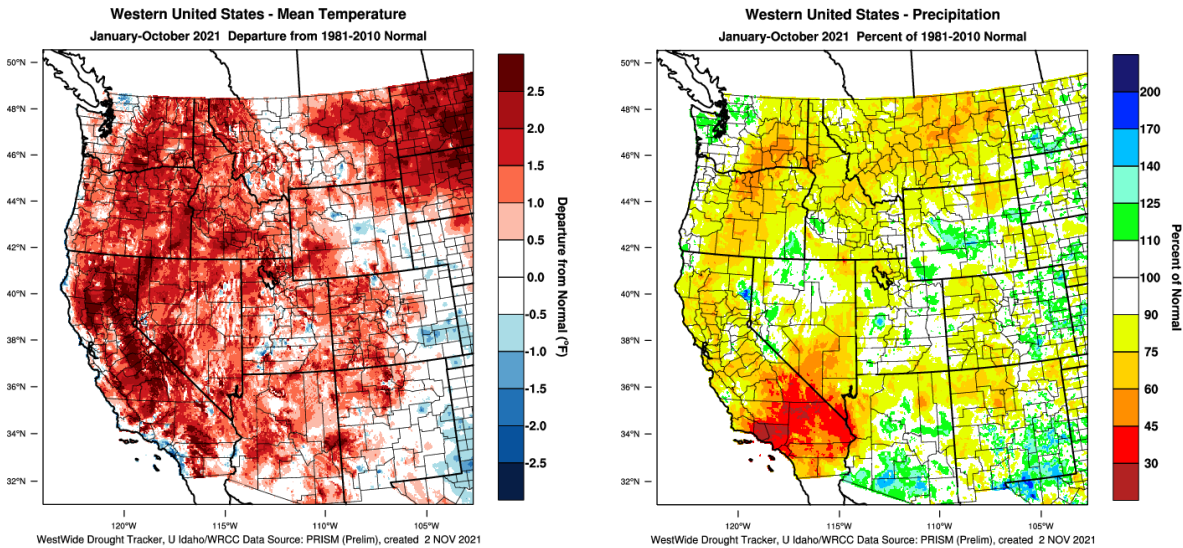 Western United States - Mean Temperature
January-October 2021 Departure from 1981-2010 Normal
50°N
48°N
46°N
44°N
42°N
40°N
38°N
36°N
34°N
32°N
120°W
115°W
110°W
105°W
2.5
2.0
1.5
1.0
0.5
0.0
-0.5
-1.0
-1.5
-2.0
-2.5
Departure from Normal (°F)
WestWide Drought Tracker, U Idaho/WRCC Data Source: PRISM (Prelim), created 2 NOV 2021
Western United States - Precipitation
January-October 2021 Percent of 1981-2010 Normal
50°N
48°N
46°N
44°N
42°N
40°N
38°N
36°N
34°N
32°N
120°W
115°W
110°W
105°W
200
170
140
125
110
100
90
75
60
45
30
Percent of Normal
WestWide Drought Tracker, U Idaho/WRCC Data Source: PRISM (Prelim), created 2 NOV 2021